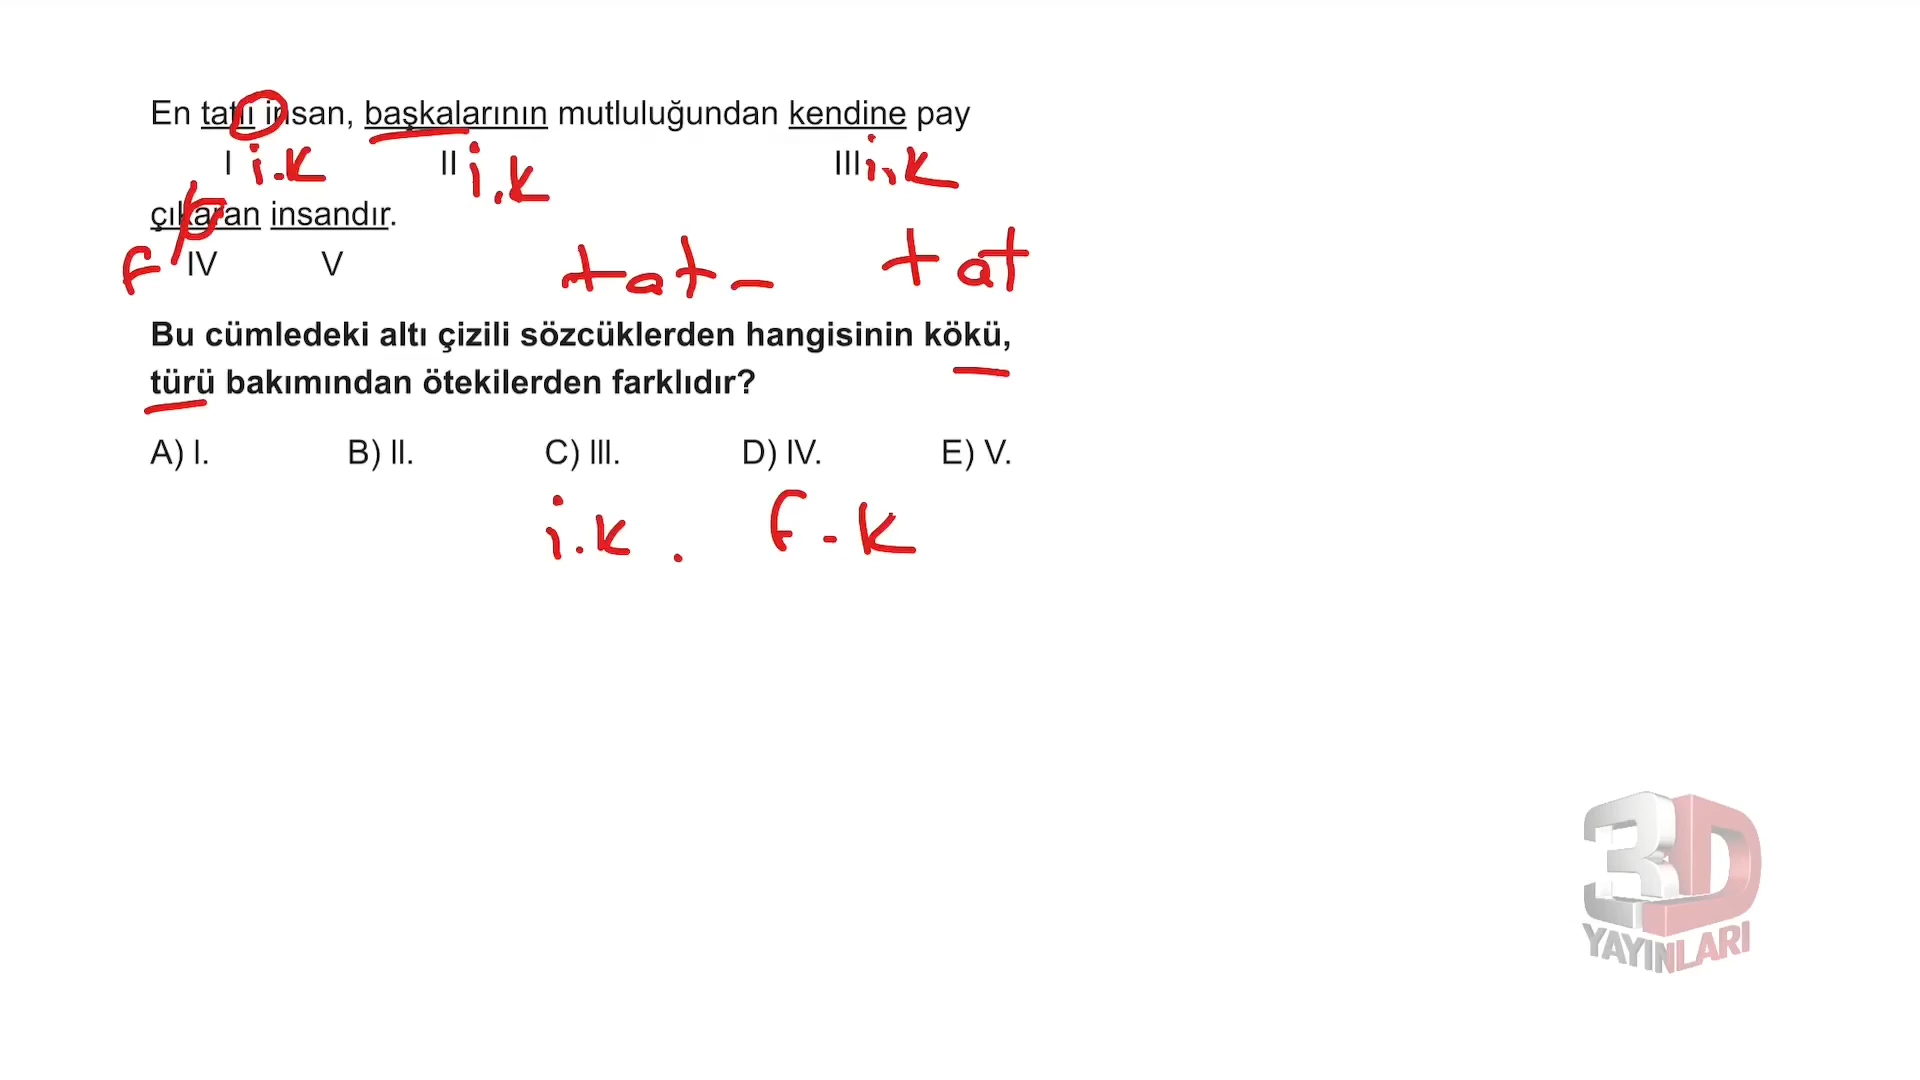 En tatlı insan, başkalarının mutluluğundan kendine pay
I i.k II i.k III i.k
çıkaran insandır.
f IV V tat- tat
Bu cümledeki altı çizili sözcüklerden hangisinin kökü,
türü bakımından ötekilerden farklıdır?
A) I. B) II. C) III. D) IV. E) V.
i.k. f-k
3D
YAYINLARI